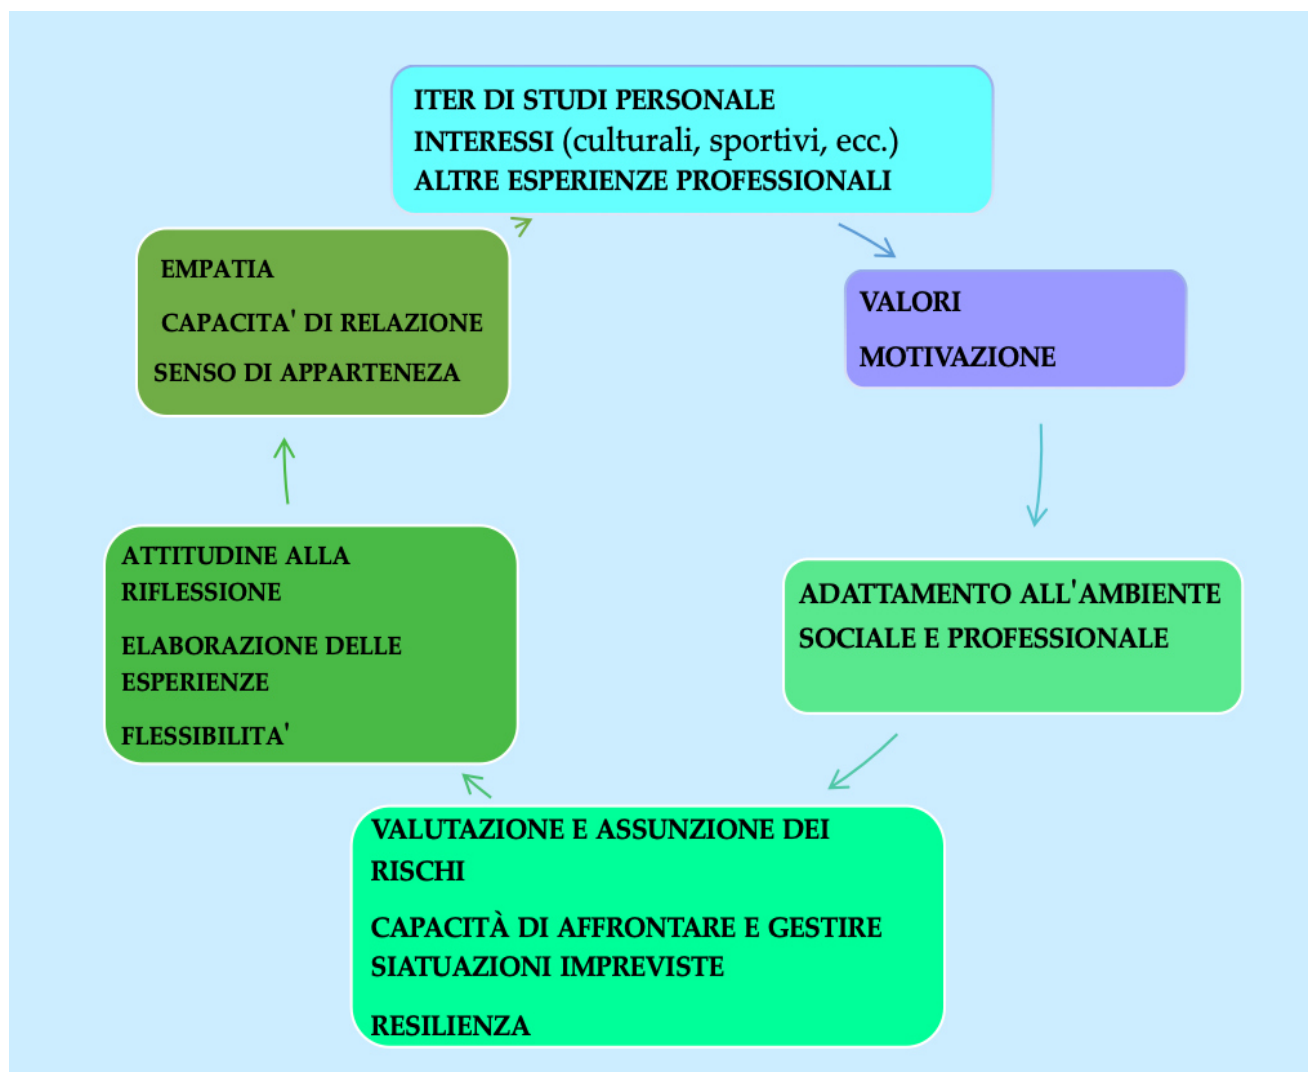 ITER DI STUDI PERSONALE
INTERESSI (culturali, sportivi, ecc.)
ALTRE ESPERIENZE PROFESSIONALI
VALORI
MOTIVAZIONE
ADATTAMENTO ALL'AMBIENTE
SOCIALE E PROFESSIONALE
VALUTAZIONE E ASSUNZIONE DEI
RISCHI
CAPACITÀ DI AFFRONTARE E GESTIRE
SIATUAZIONI IMPREVISTE
RESILIENZA
ATTITUDINE ALLA
RIFLESSIONE
ELABORAZIONE DELLE
ESPERIENZE
FLESSIBILITA'
EMPATIA
CAPACITA' DI RELAZIONE
SENSO DI APPARTENEZA